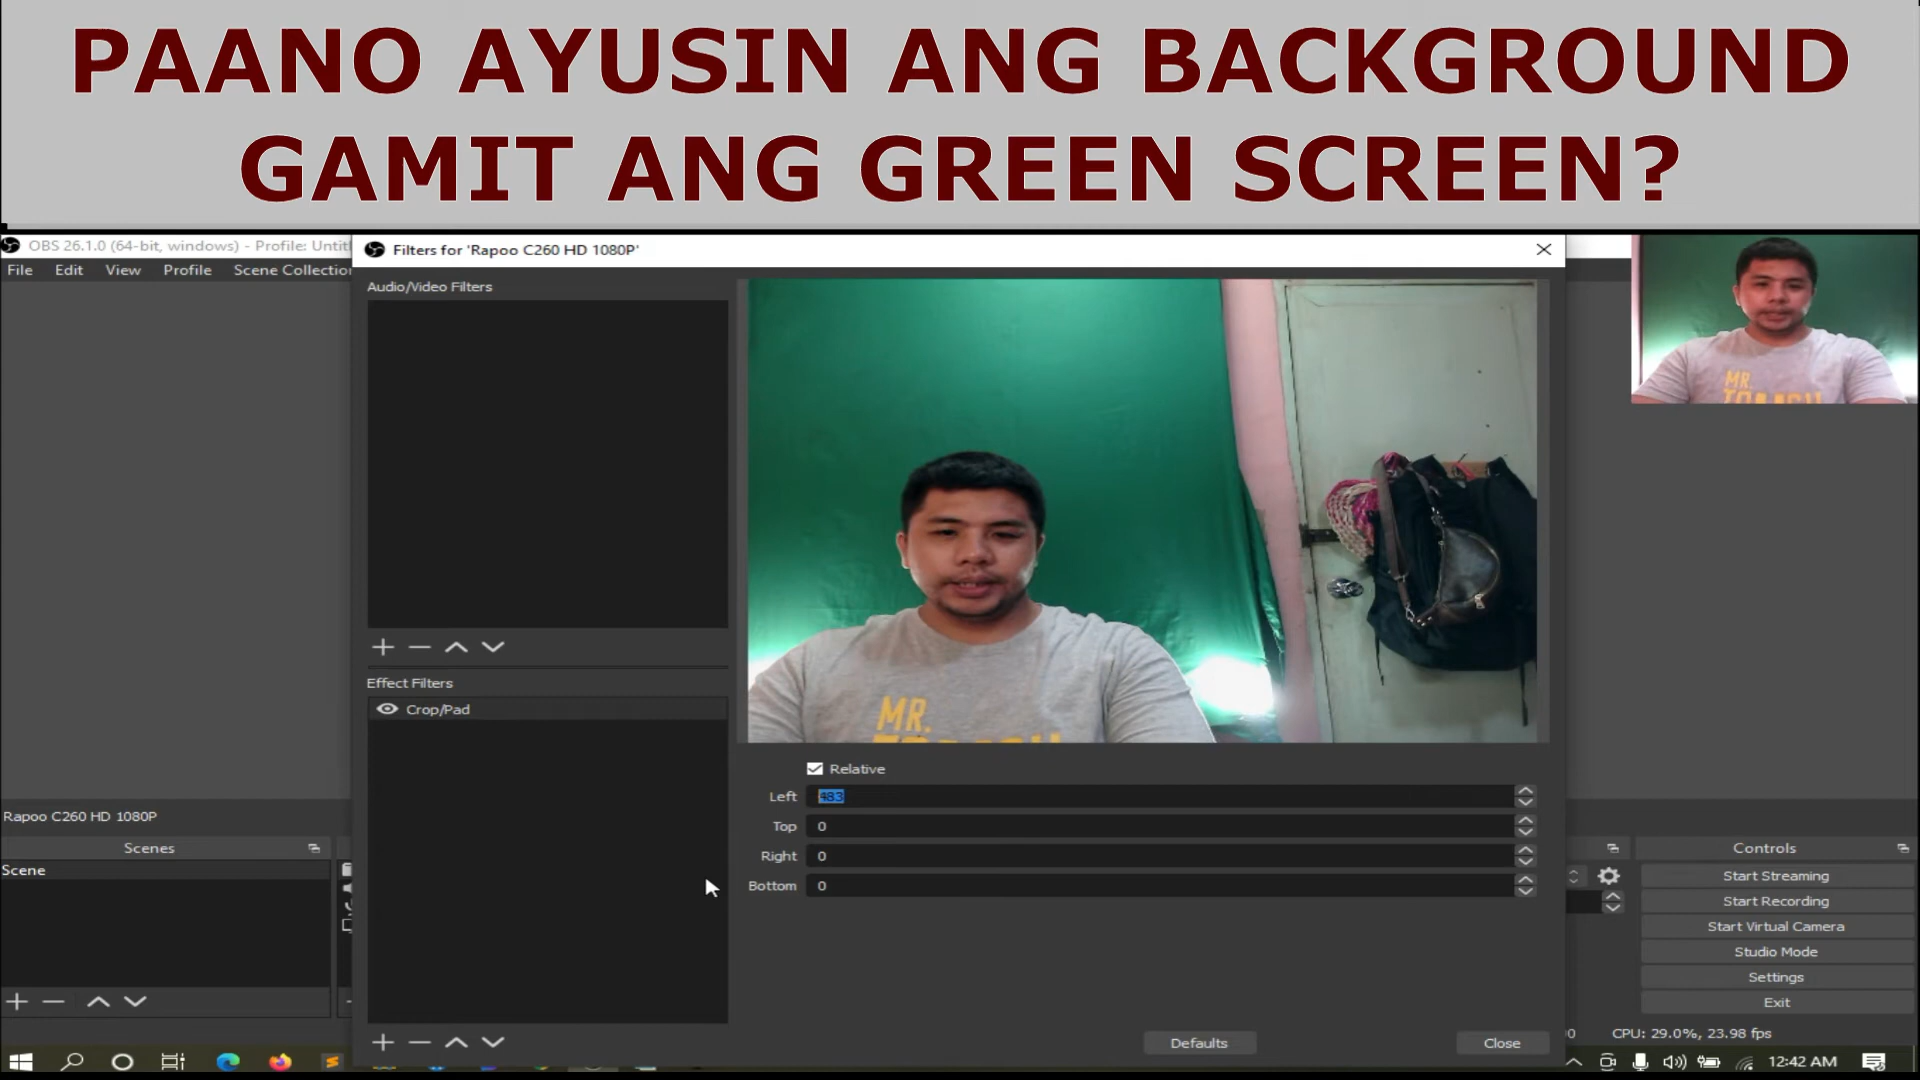 PAANO AYUSIN ANG BACKGROUND
GAMIT ANG GREEN SCREEN?
OBS 26.1.0 (64-bit, windows) - Profile: Untit
File Edit View Profile Scene Collection
Filters for 'Rapoo C260 HD 1080P'
Audio/Video Filters
MR.
MR.
Effect Filters
Crop/Pad
Relative
Left 483
Top 0
Right 0
Bottom 0
Defaults
Close
Rapoo C260 HD 1080P
Scenes
Scene
Controls
Start Streaming
Start Recording
Start Virtual Camera
Studio Mode
Settings
Exit
CPU: 29.0%, 23.98 fps
12:42 AM